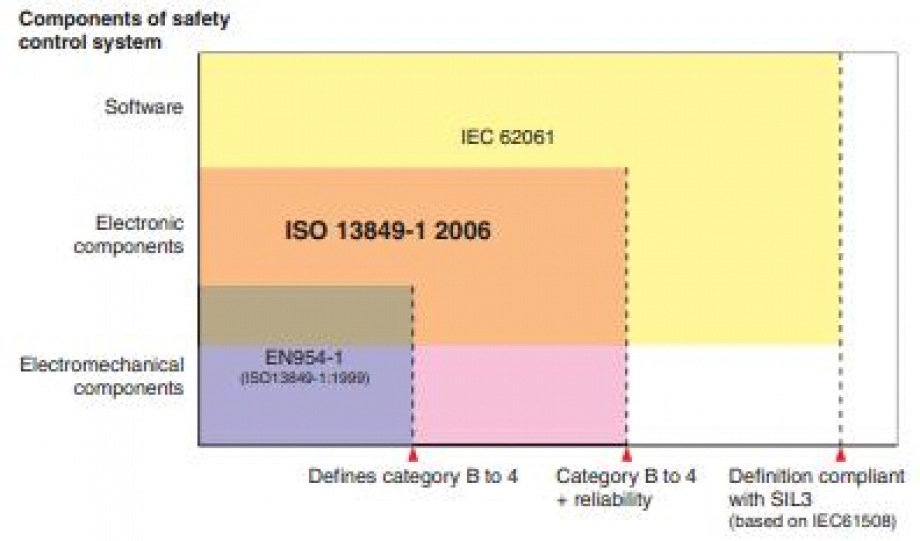 Components of safety
control system
Software
IEC 62061
Electronic
components
ISO 13849-1 2006
Electromechanical
components
EN954-1
(ISO13849-1:1999)
Defines category B to 4
Category B to 4
+ reliability
Definition compliant
with SIL3
(based on IEC61508)